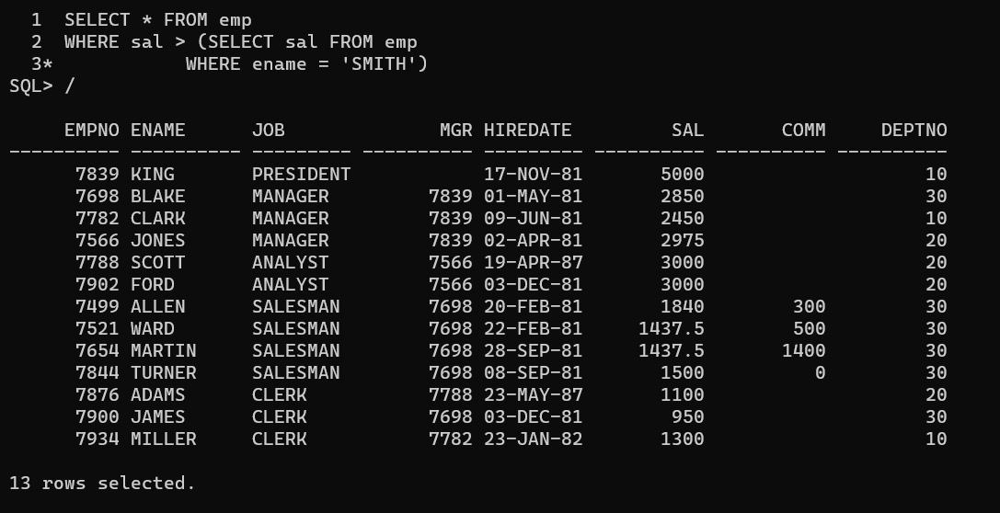 1  SELECT * FROM emp
  2  WHERE sal > (SELECT sal FROM emp
  3*            WHERE ename = 'SMITH')
SQL> /
     EMPNO ENAME      JOB              MGR HIREDATE         SAL       COMM     DEPTNO
---------- ---------- --------- ---------- --------- ---------- ---------- ----------
      7839 KING       PRESIDENT            17-NOV-81       5000                    10
      7698 BLAKE      MANAGER         7839 01-MAY-81       2850                    30
      7782 CLARK      MANAGER         7839 09-JUN-81       2450                    10
      7566 JONES      MANAGER         7839 02-APR-81       2975                    20
      7788 SCOTT      ANALYST         7566 19-APR-87       3000                    20
      7902 FORD       ANALYST         7566 03-DEC-81       3000                    20
      7499 ALLEN      SALESMAN        7698 20-FEB-81       1840        300         30
      7521 WARD       SALESMAN        7698 22-FEB-81     1437.5        500         30
      7654 MARTIN     SALESMAN        7698 28-SEP-81     1437.5       1400         30
      7844 TURNER     SALESMAN        7698 08-SEP-81       1500          0         30
      7876 ADAMS      CLERK           7788 23-MAY-87       1100                    20
      7900 JAMES      CLERK           7698 03-DEC-81        950                    30
      7934 MILLER     CLERK           7782 23-JAN-82       1300                    10
13 rows selected.